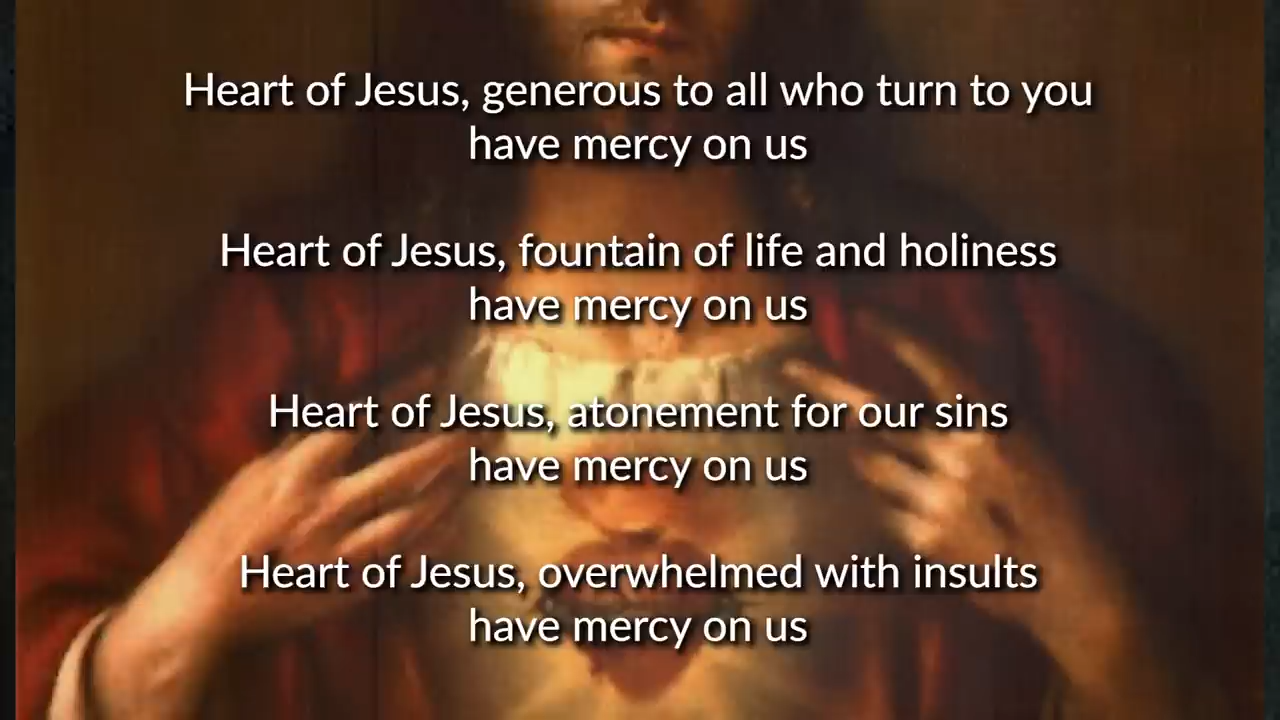 Heart of Jesus, generous to all who turn to you
have mercy on us
Heart of Jesus, fountain of life and holiness
have mercy on us
Heart of Jesus, atonement for our sins
have mercy on us
Heart of Jesus, overwhelmed with insults
have mercy on us